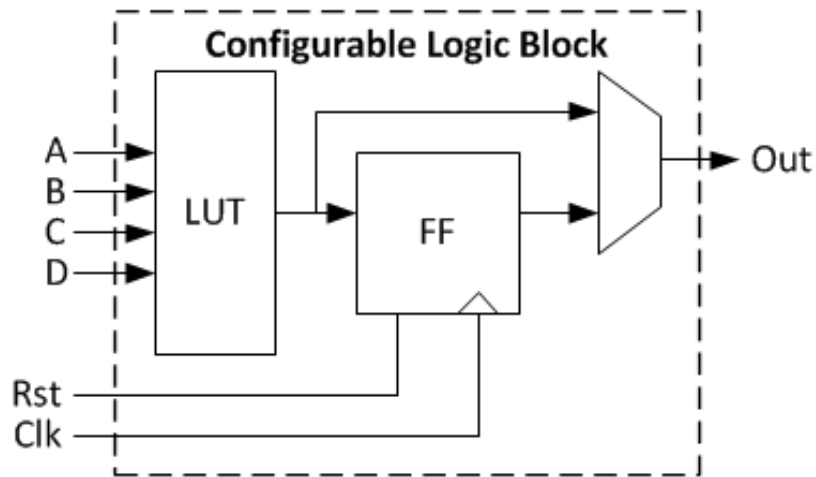 Configurable Logic Block
A
B
C
D
LUT
FF
Out
Rst
Clk